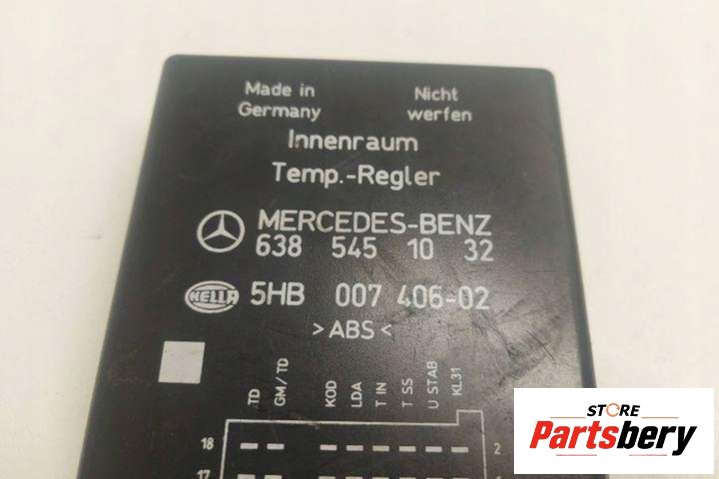 Made in Nicht
Germany werfen
Innenraum
Temp.-Regler
MERCEDES-BENZ
638 545 10 32
HELLA 5HB 007 406-02
>ABS<
TD GM/TD KOD LDA T IN T SS U STAB KL31
18 2
17
STORE
Partsbery